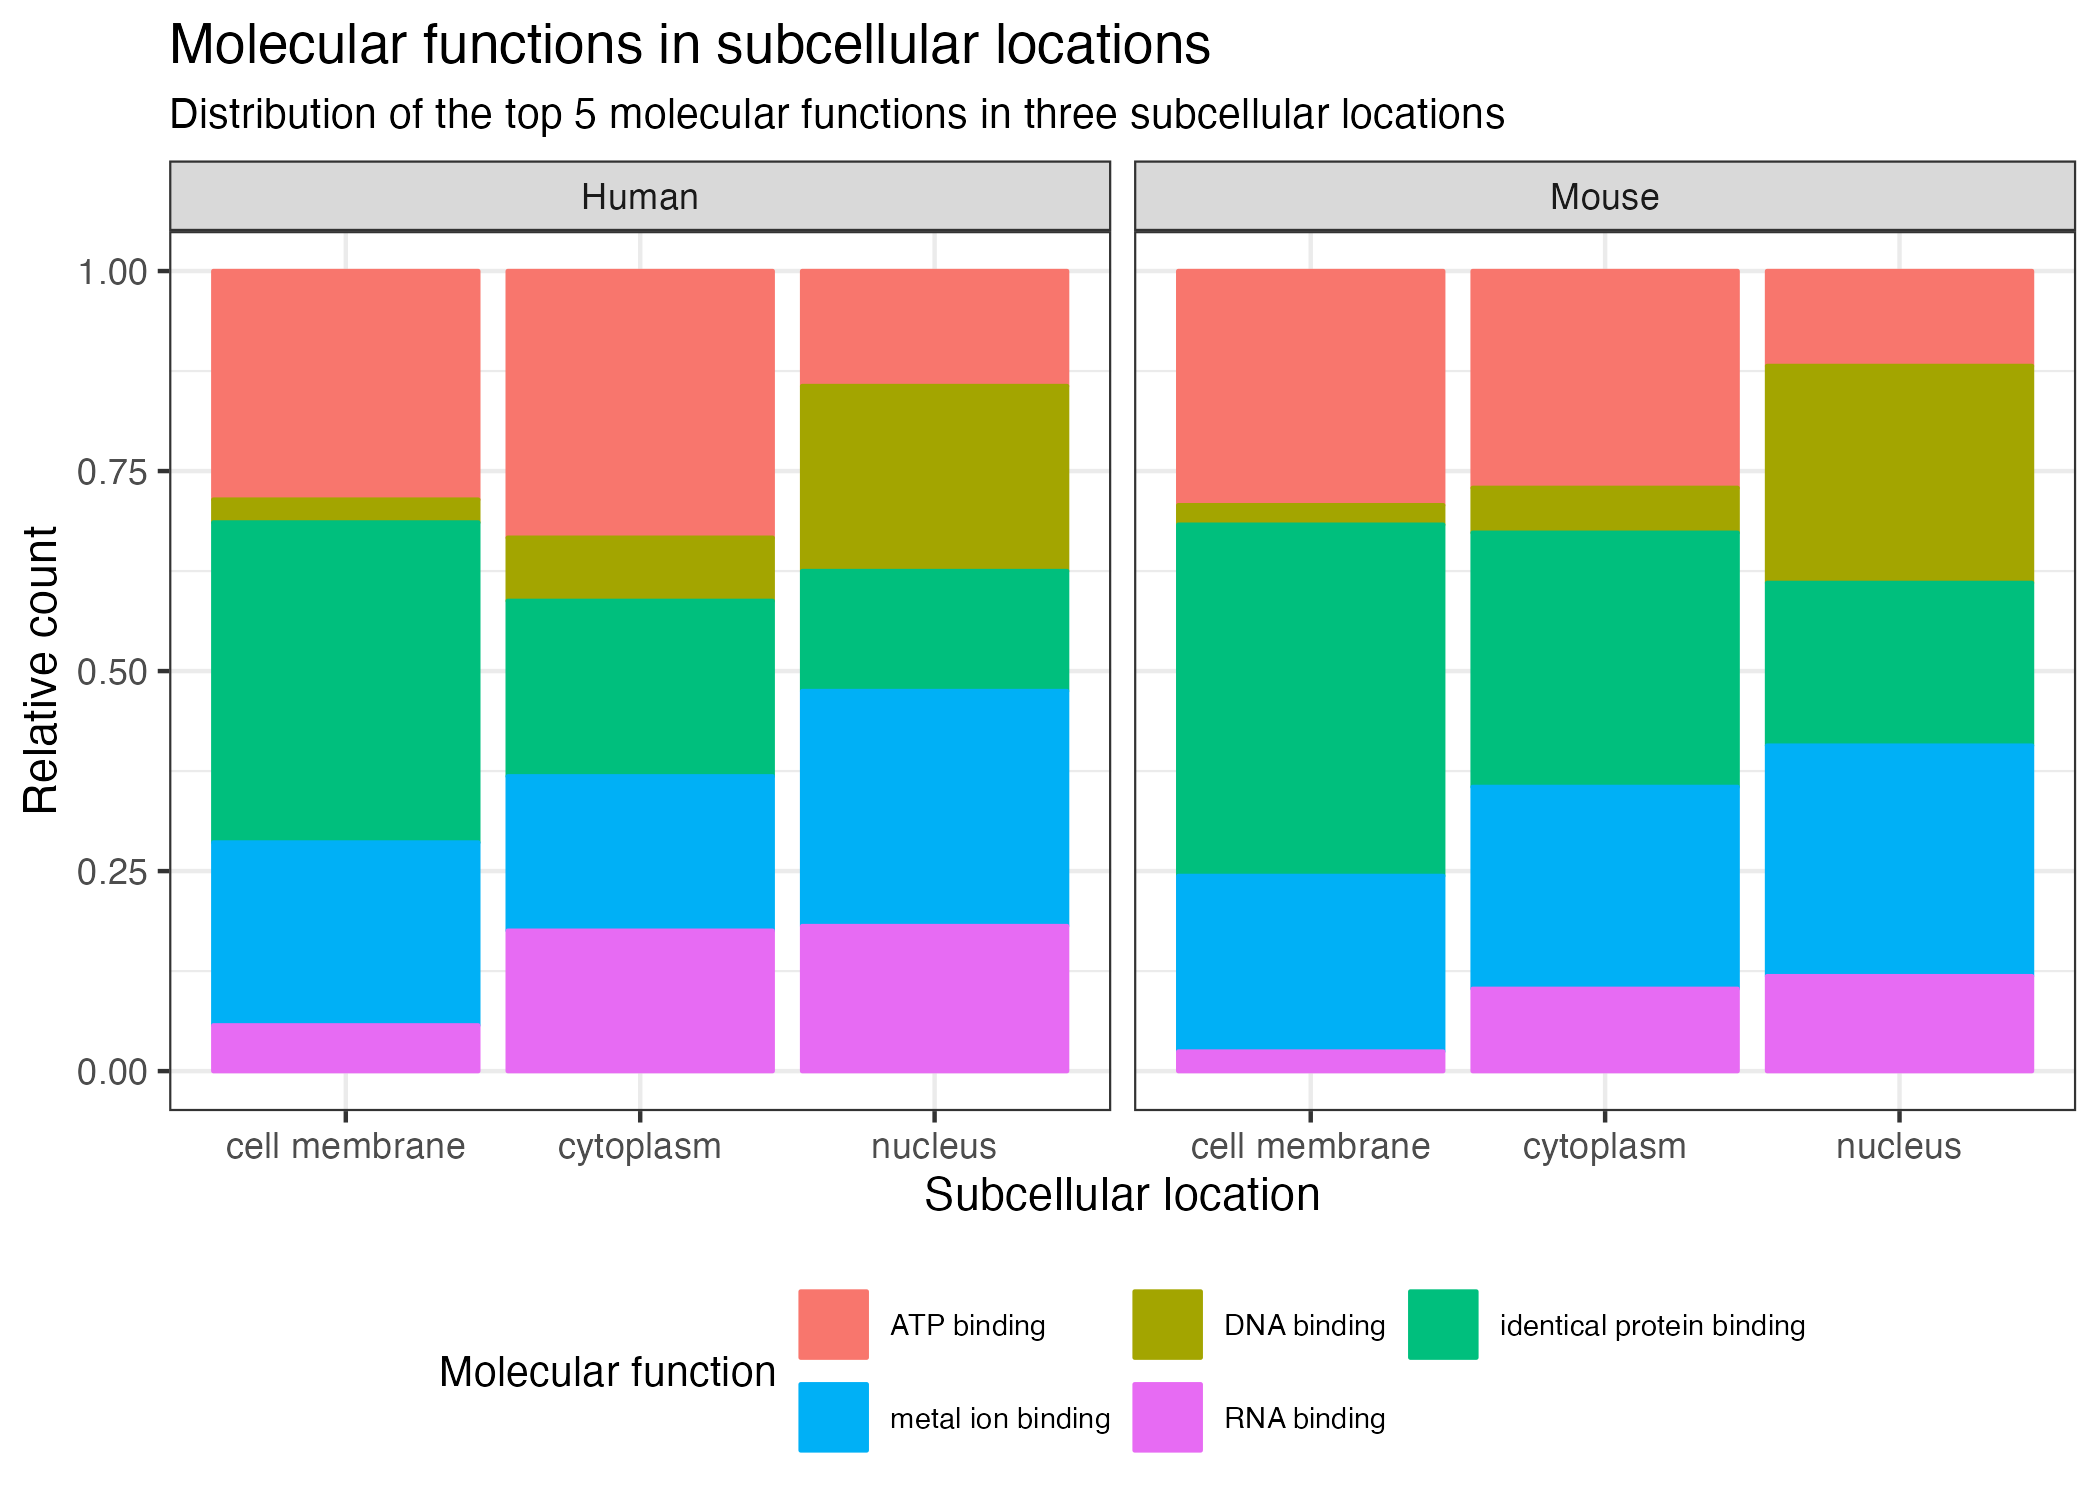 Molecular functions in subcellular locations
Distribution of the top 5 molecular functions in three subcellular locations
Human
Mouse
Relative count
1.00
0.75
0.50
0.25
0.00
cell membrane
cytoplasm
nucleus
cell membrane
cytoplasm
nucleus
Subcellular location
Molecular function
ATP binding
DNA binding
identical protein binding
metal ion binding
RNA binding